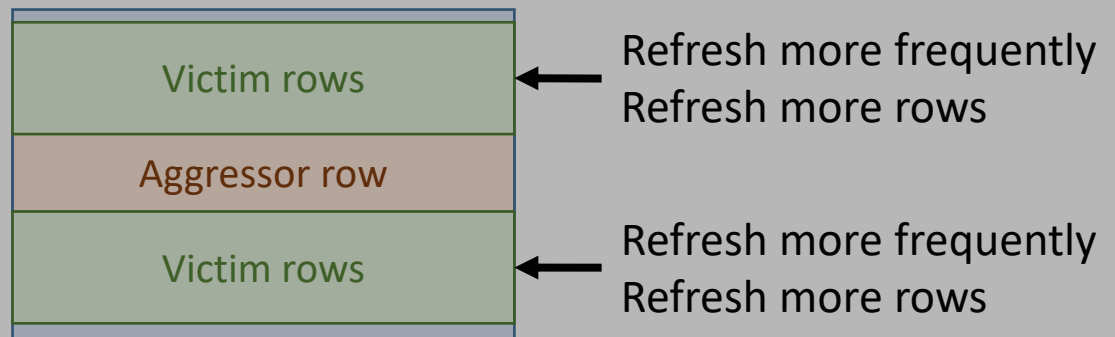 Victim rows
Refresh more frequently
Refresh more rows
Aggressor row
Victim rows
Refresh more frequently
Refresh more rows